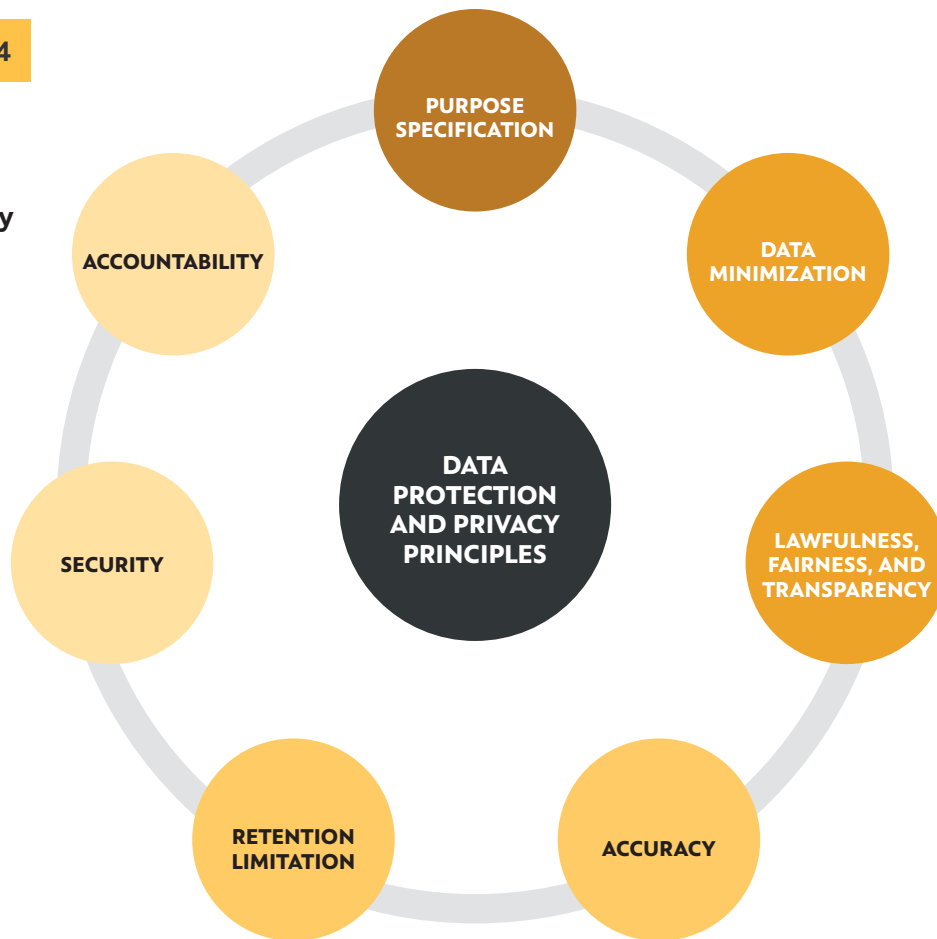 4
y
PURPOSE
SPECIFICATION
DATA
MINIMIZATION
LAWFULNESS,
FAIRNESS, AND
TRANSPARENCY
ACCURACY
RETENTION
LIMITATION
SECURITY
ACCOUNTABILITY
DATA
PROTECTION
AND PRIVACY
PRINCIPLES